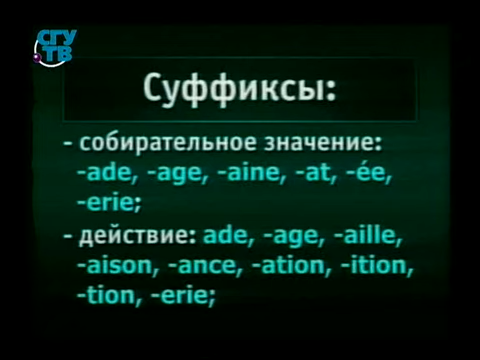 СГУ
ТВ
Суффиксы:
- собирательное значение:
-ade, -age, -aine, -at, -ée,
-erie;
- действие: ade, -age, -aille,
-aison, -ance, -ation, -ition,
-tion, -erie;